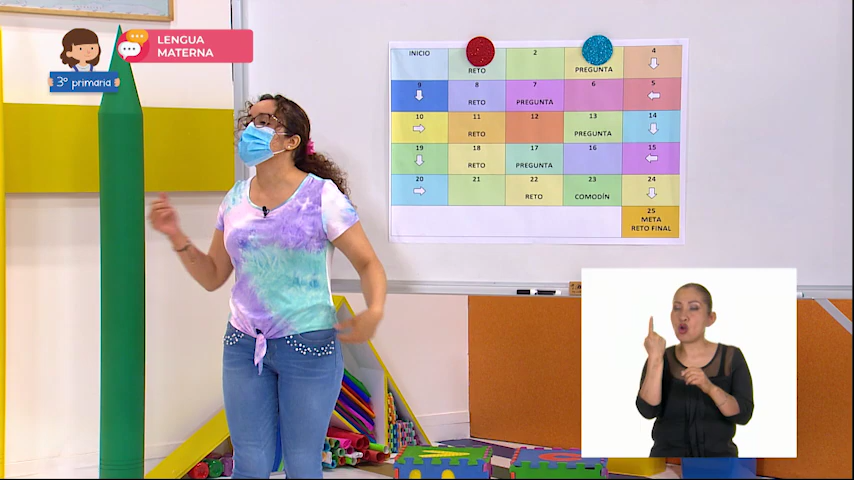 LENGUA
MATERNA
3° primaria
INICIO
RETO
2
PREGUNTA
4
9
8
RETO
7
PREGUNTA
6
5
10
11
RETO
12
13
PREGUNTA
14
19
18
RETO
17
PREGUNTA
16
15
20
21
22
RETO
23
COMODÍN
24
25
META
RETO FINAL